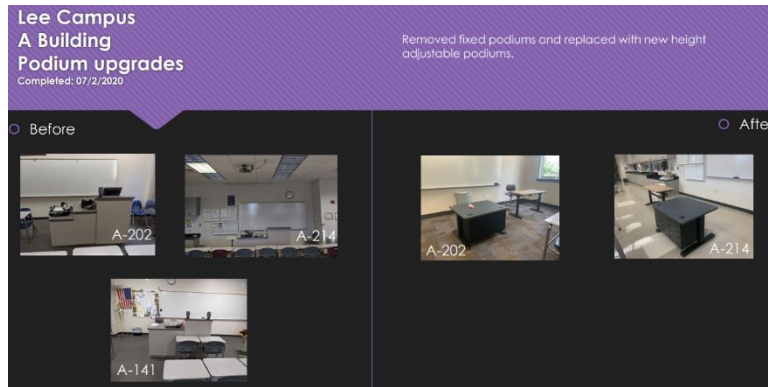 Lee Campus
A Building
Podium upgrades
Completed: 07/2/2020
Removed fixed podiums and replaced with new height
adjustable podiums.
Before
A-202
A-214
A-141
Afte
A-202
A-214